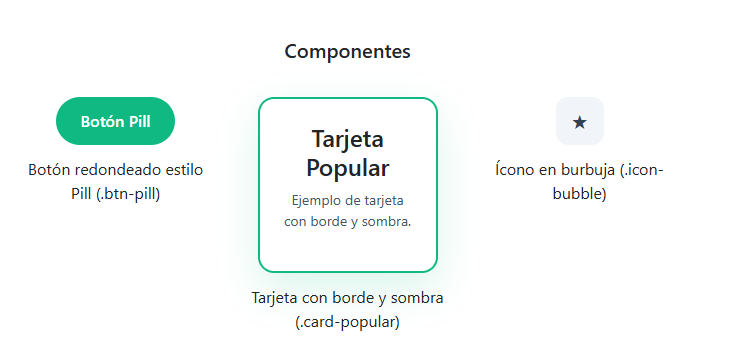 Componentes
Botón Pill
Botón redondeado estilo
Pill (.btn-pill)
Tarjeta
Popular
Ejemplo de tarjeta
con borde y sombra.
Tarjeta con borde y sombra
(.card-popular)
★
Ícono en burbuja (.icon-
bubble)